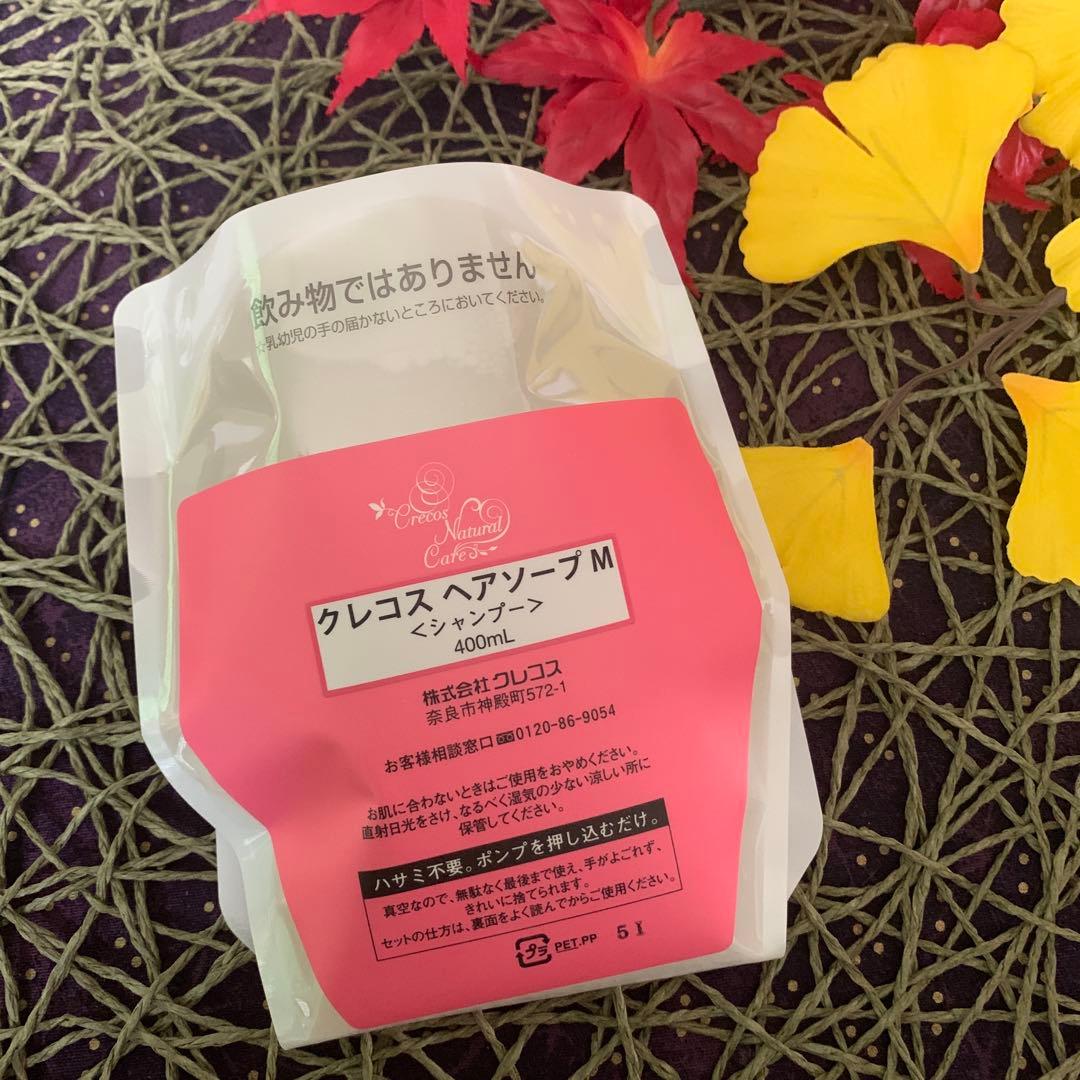 飲み物ではありません
☆乳幼児の手の届かないところにおいてください。
Crecos
Natural
Care
クレコス ヘアソープ M
<シャンプー>
400mL
株式会社クレコス
奈良市神殿町572-1
お客様相談窓口 0120-86-9054
お肌に合わないときはご使用をおやめください。
直射日光をさけ、なるべく湿気の少ない涼しい所に
保管してください。
ハサミ不要。ポンプを押し込むだけ。
真空なので、無駄なく最後まで使え、手がよごれず、
きれいに捨てられます。
セットの仕方は、裏面をよく読んでからご使用ください。
プラ PET.PP 5I